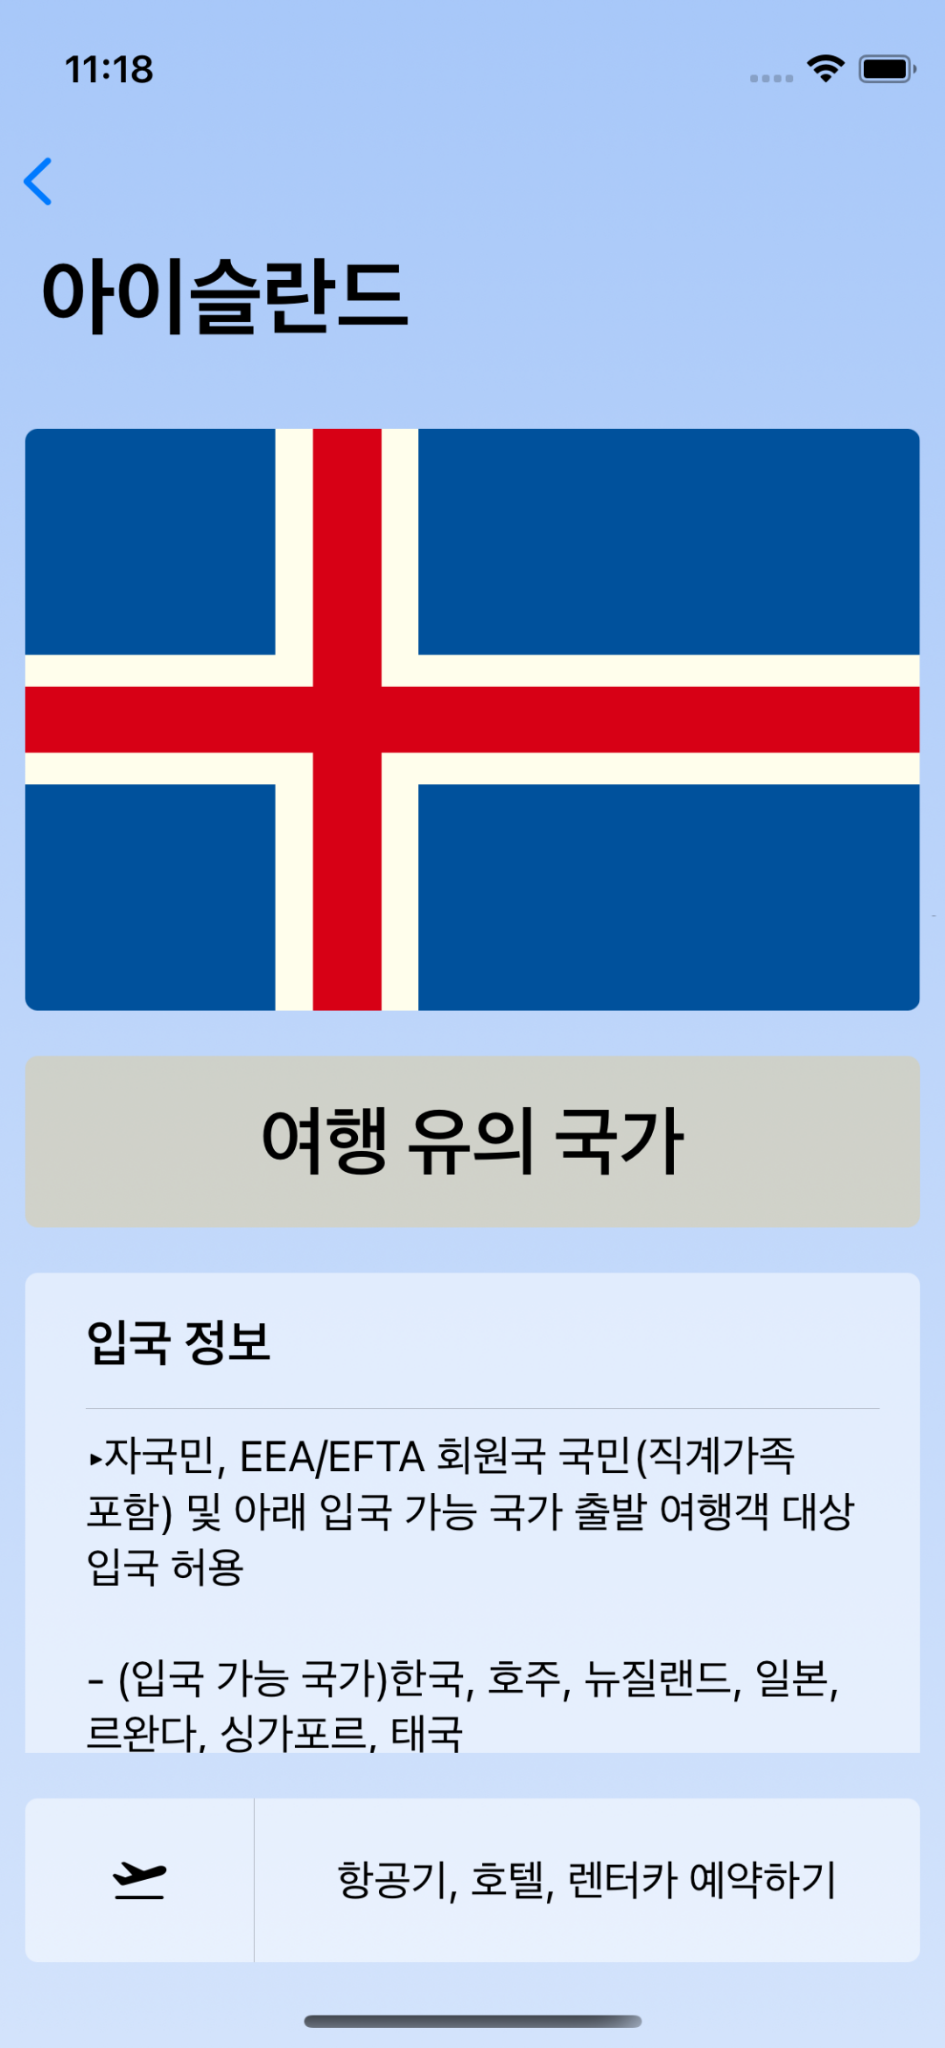 11:18
아이슬란드
여행 유의 국가
입국 정보
▸자국민, EEA/EFTA 회원국 국민(직계가족
포함) 및 아래 입국 가능 국가 출발 여행객 대상
입국 허용
- (입국 가능 국가)한국, 호주, 뉴질랜드, 일본,
르완다, 싱가포르, 태국
항공기, 호텔, 렌터카 예약하기